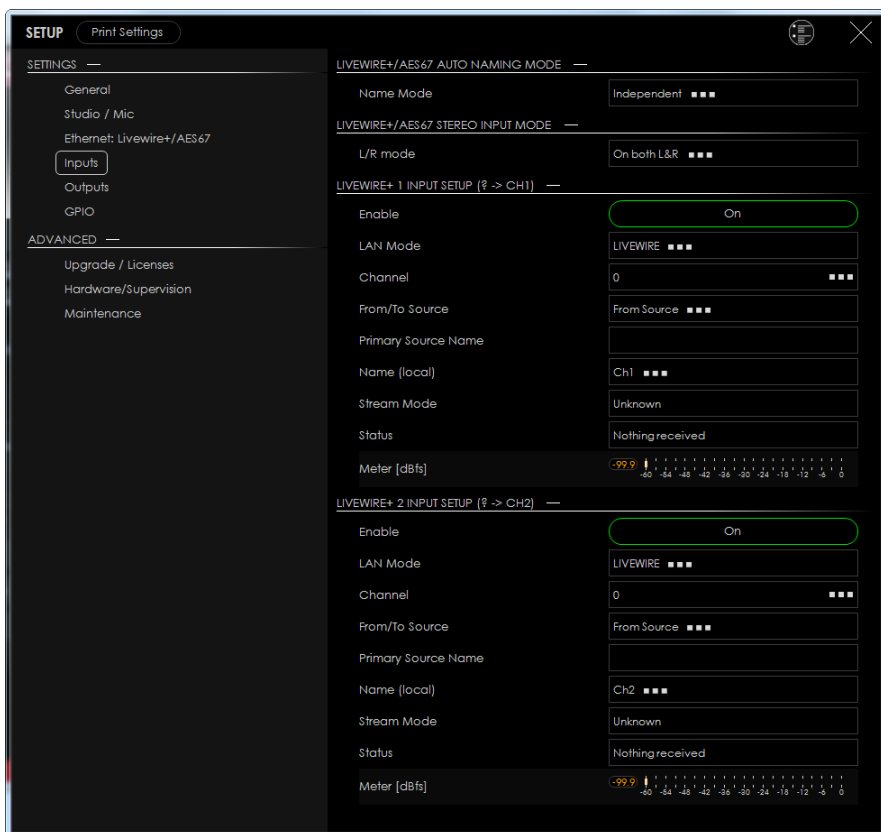 SETUP Print Settings
SETTINGS
General
Studio / Mic
Ethernet: Livewire+/AES67
Inputs
Outputs
GPIO
ADVANCED
Upgrade / Licenses
Hardware/Supervision
Maintenance
LIVEWIRE+/AES67 AUTO NAMING MODE
Name Mode Independent
LIVEWIRE+/AES67 STEREO INPUT MODE
L/R mode On both L&R
LIVEWIRE+ 1 INPUT SETUP (? -> CH1)
Enable On
LAN Mode LIVEWIRE
Channel 0
From/To Source From Source
Primary Source Name
Name (local) Ch1
Stream Mode Unknown
Status Nothing received
Meter [dBfs] -99.9
-60 -54 -48 -42 -36 -30 -24 -18 -12 -6 0
LIVEWIRE+ 2 INPUT SETUP (? -> CH2)
Enable On
LAN Mode LIVEWIRE
Channel 0
From/To Source From Source
Primary Source Name
Name (local) Ch2
Stream Mode Unknown
Status Nothing received
Meter [dBfs] -99.9
-60 -54 -48 -42 -36 -30 -24 -18 -12 -6 0